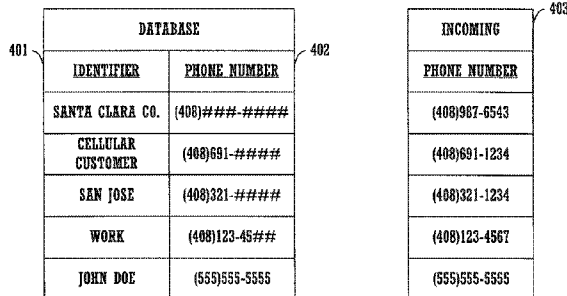 DATABASE
401
402
IDENTIFIER PHONE NUMBER
SANTA CLARA CO. (408)###-####
CELLULAR
CUSTOMER
(408)691-####
SAN JOSE (408)321-####
WORK (408)123-45##
JOHN DOE (555)555-5555
403
INCOMING
PHONE NUMBER
(408)987-6543
(408)691-1234
(408)321-1234
(408)123-4567
(555)555-5555